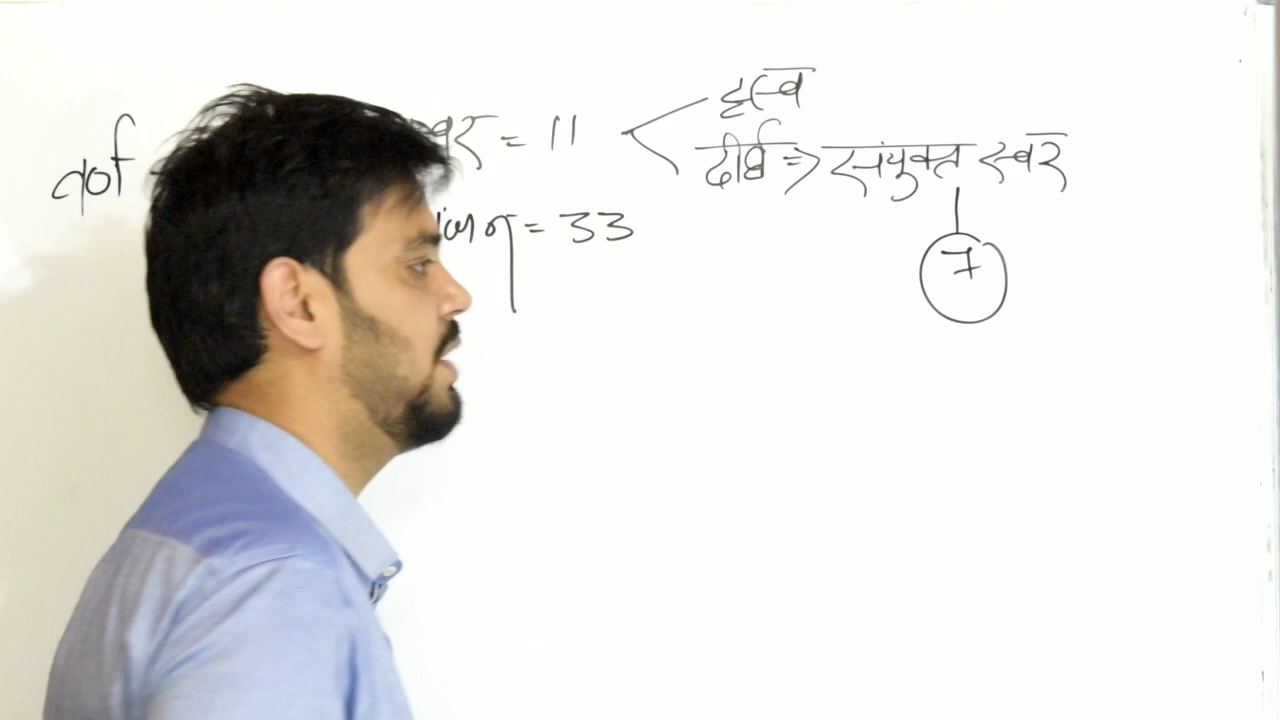 ह्रस्व
वर्ण स्वर = 11 दीर्घ => संयुक्त स्वर
व्यंजन = 33
7